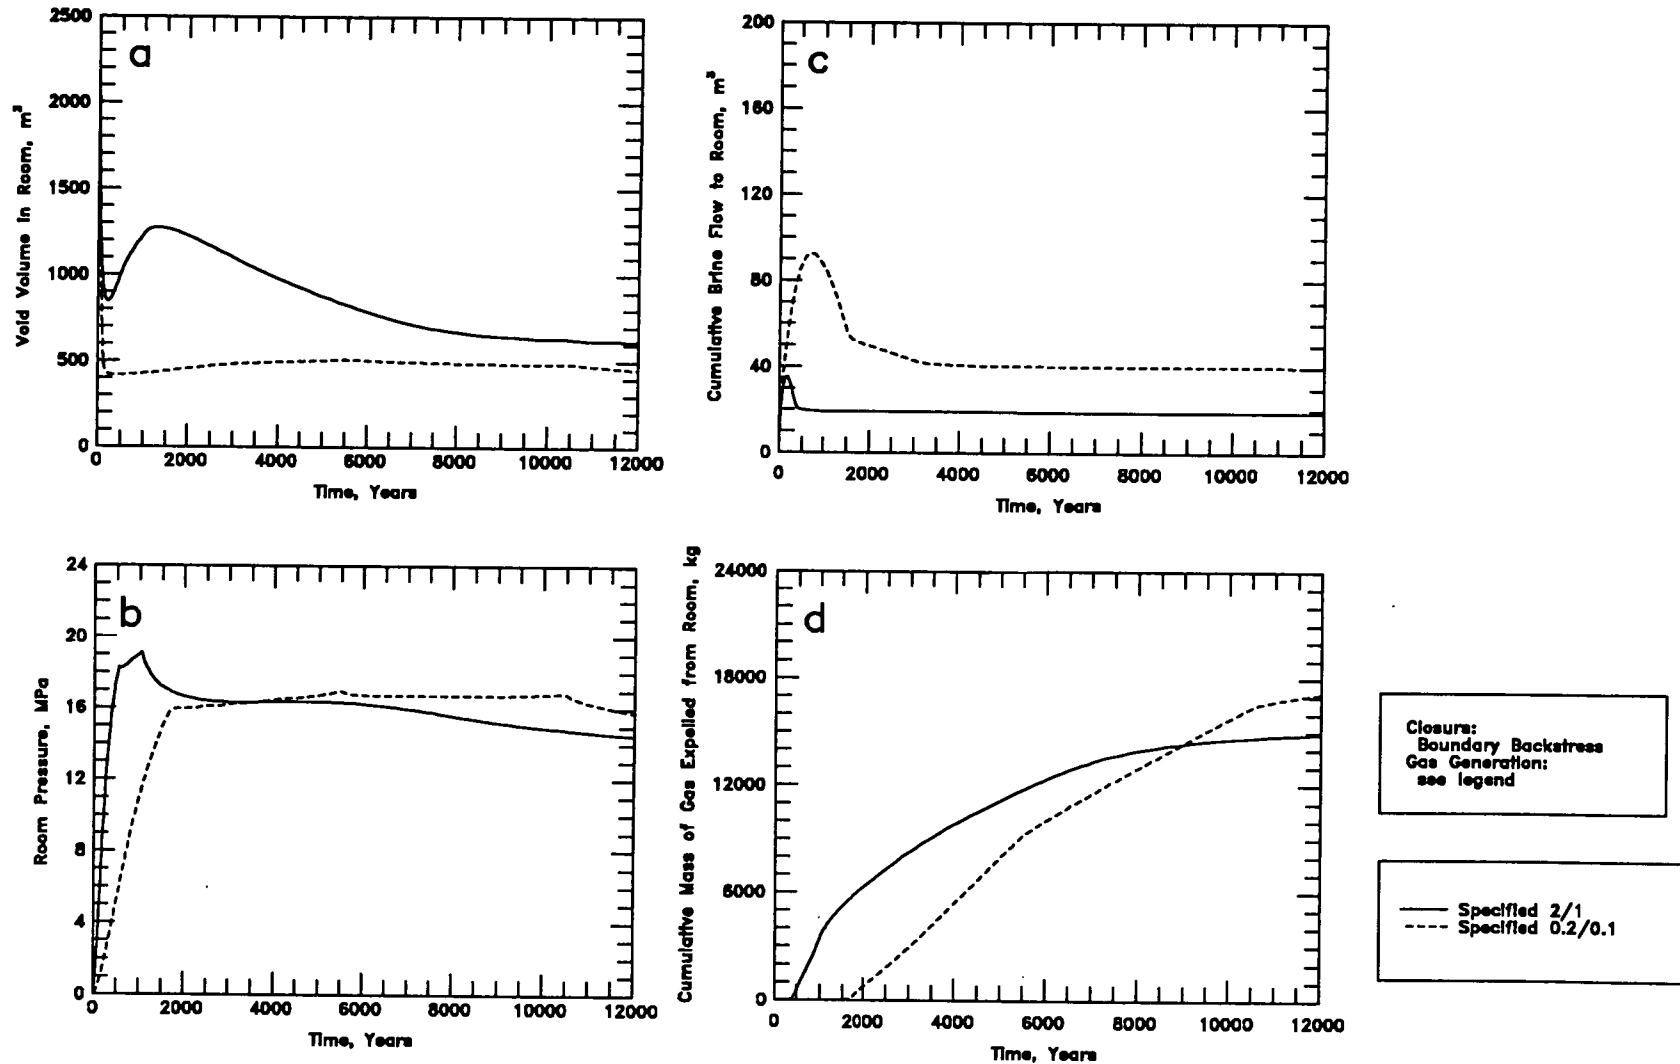 a
2500
2000
1500
1000
500
0
0 2000 4000 6000 8000 10000 12000
Void Volume in Room, m³
Time, Years
c
200
160
120
80
40
0
0 2000 4000 6000 8000 10000 12000
Cumulative Brine Flow to Room, m³
Time, Years
b
24
20
16
12
8
4
0
0 2000 4000 6000 8000 10000 12000
Room Pressure, MPa
Time, Years
d
24000
18000
12000
6000
0
0 2000 4000 6000 8000 10000 12000
Cumulative Mass of Gas Expelled from Room, kg
Time, Years
Closure:
Boundary Backstress
Gas Generation:
see legend
Specified 2/1
Specified 0.2/0.1